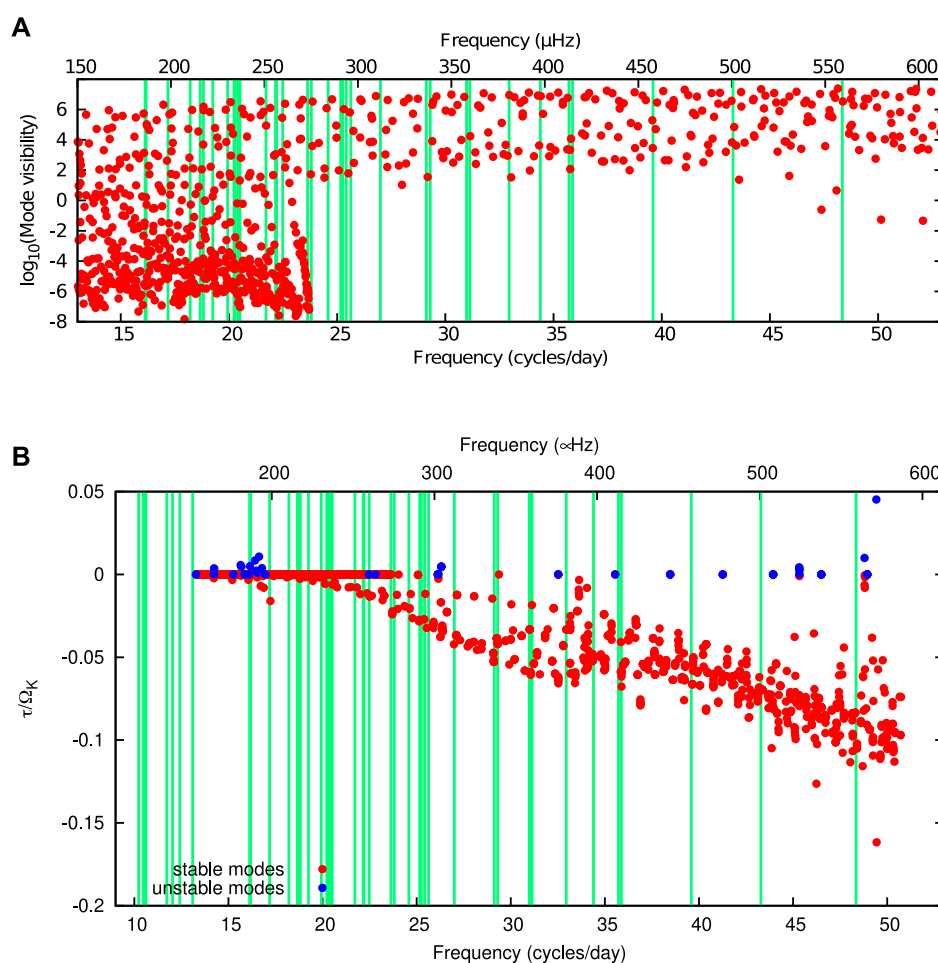 A
Frequency (μHz)
150 200 250 300 350 400 450 500 550 600
6
4
2
0
-2
-4
-6
-8
log10(Mode visibility)
15 20 25 30 35 40 45 50
Frequency (cycles/day)
B
Frequency (∝Hz)
200 300 400 500 600
0.05
0
-0.05
-0.1
-0.15
-0.2
τ/ΩK
stable modes
unstable modes
10 15 20 25 30 35 40 45 50
Frequency (cycles/day)